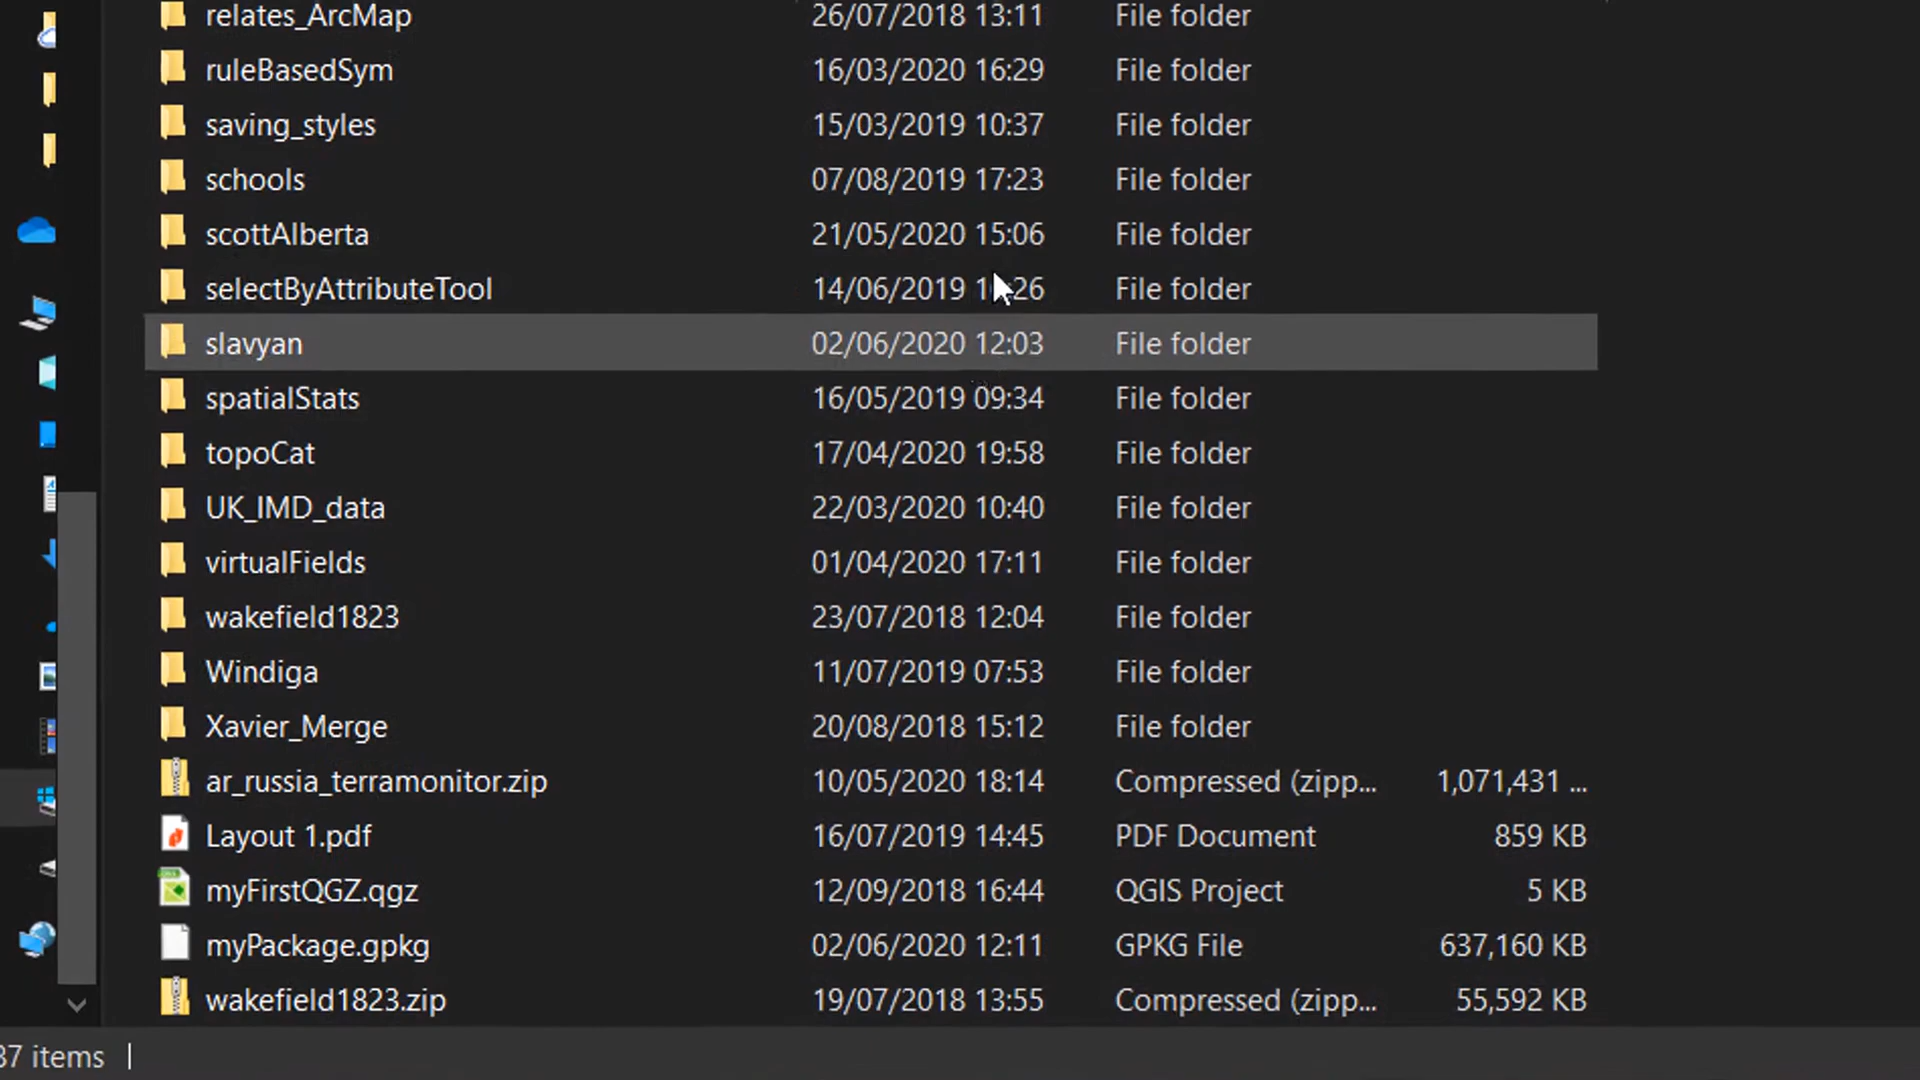 relates_ArcMap 26/07/2018 13:11 File folder
ruleBasedSym 16/03/2020 16:29 File folder
saving_styles 15/03/2019 10:37 File folder
schools 07/08/2019 17:23 File folder
scottAlberta 21/05/2020 15:06 File folder
selectByAttributeTool 14/06/2019 File folder
slavyan 02/06/2020 12:03 File folder
spatialStats 16/05/2019 09:34 File folder
topoCat 17/04/2020 19:58 File folder
UK_IMD_data 22/03/2020 10:40 File folder
virtualFields 01/04/2020 17:11 File folder
wakefield1823 23/07/2018 12:04 File folder
Windiga 11/07/2019 07:53 File folder
Xavier_Merge 20/08/2018 15:12 File folder
ar_russia_terramonitor.zip 10/05/2020 18:14 Compressed (zipp... 1,071,431 ...
Layout 1.pdf 16/07/2019 14:45 PDF Document 859 KB
myFirstQGZ.qgz 12/09/2018 16:44 QGIS Project 5 KB
myPackage.gpkg 02/06/2020 12:11 GPKG File 637,160 KB
wakefield1823.zip 19/07/2018 13:55 Compressed (zipp... 55,592 KB
37 items